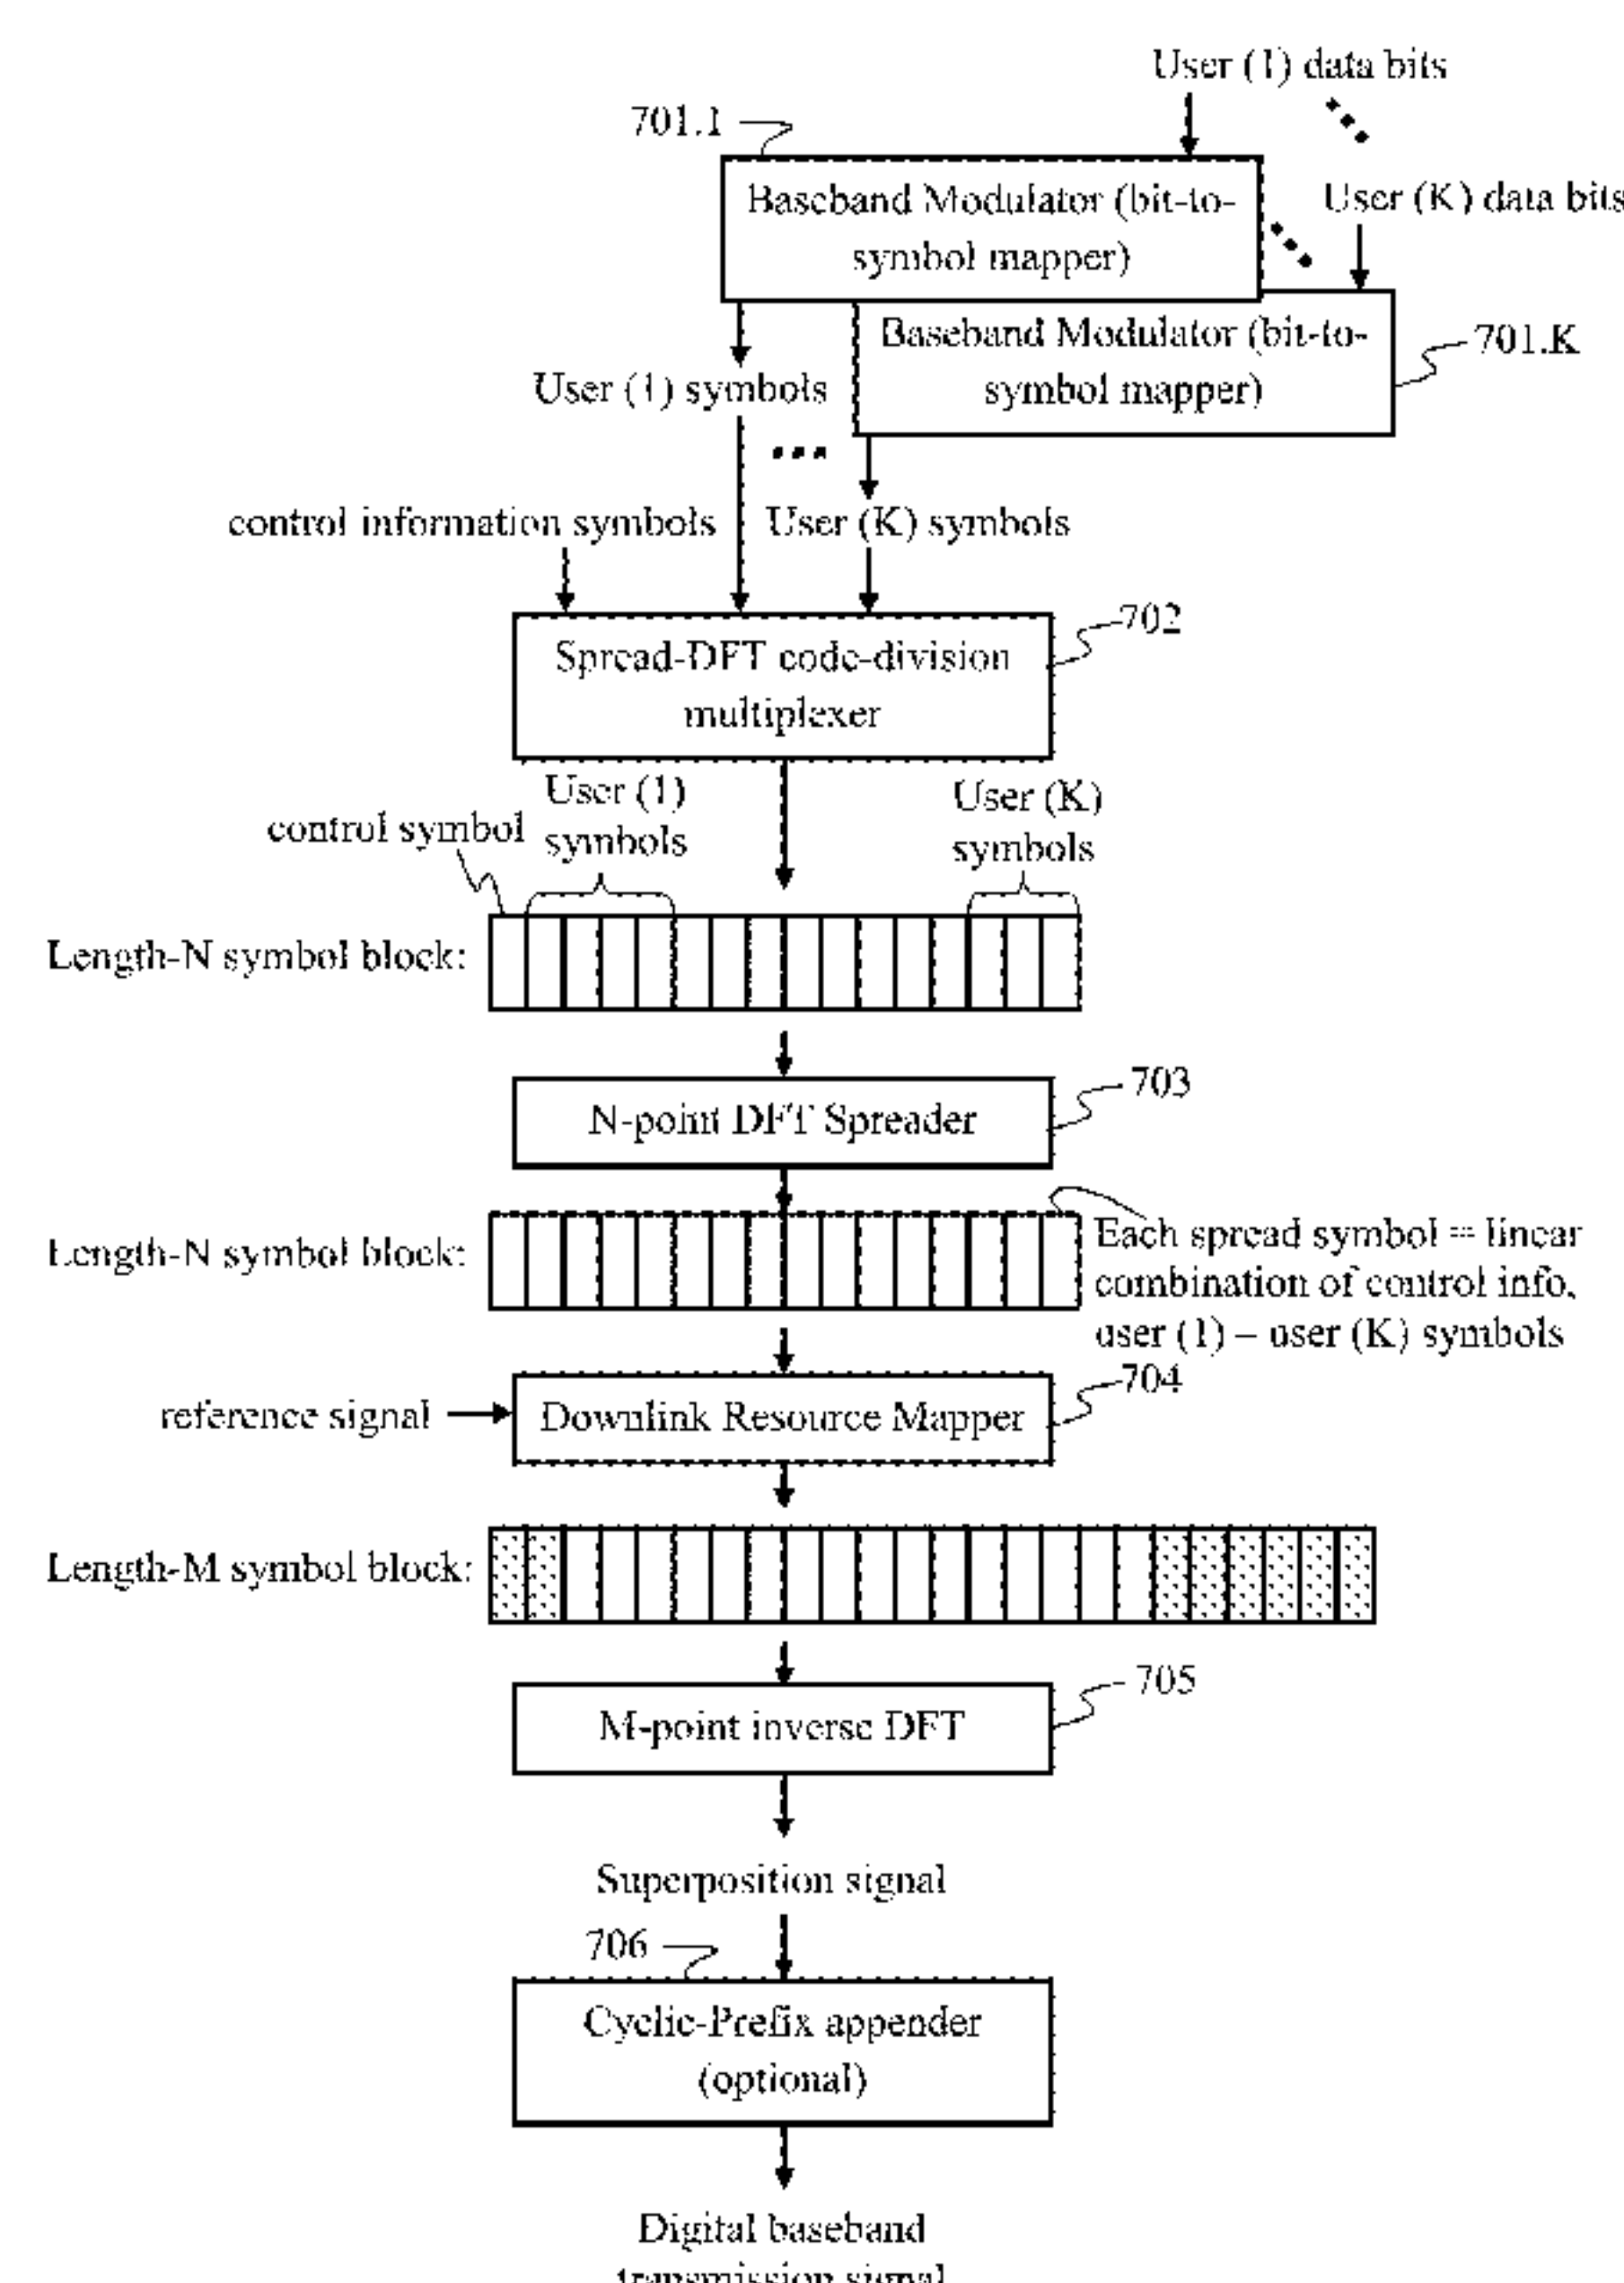 User (1) data bits
701.1
Baseband Modulator (bit-to-
symbol mapper)
User (K) data bits
Baseband Modulator (bit-to-
symbol mapper)
701.K
User (1) symbols
control information symbols
User (K) symbols
702
Spread-DFT code-division
multiplexer
control symbol
User (1)
symbols
User (K)
symbols
Length-N symbol block:
703
N-point DFT Spreader
Length-N symbol block:
Each spread symbol = linear
combination of control info,
user (1) – user (K) symbols
704
reference signal
Downlink Resource Mapper
Length-M symbol block:
705
M-point inverse DFT
Superposition signal
706
Cyclic-Prefix appender
(optional)
Digital baseband
transmission signal